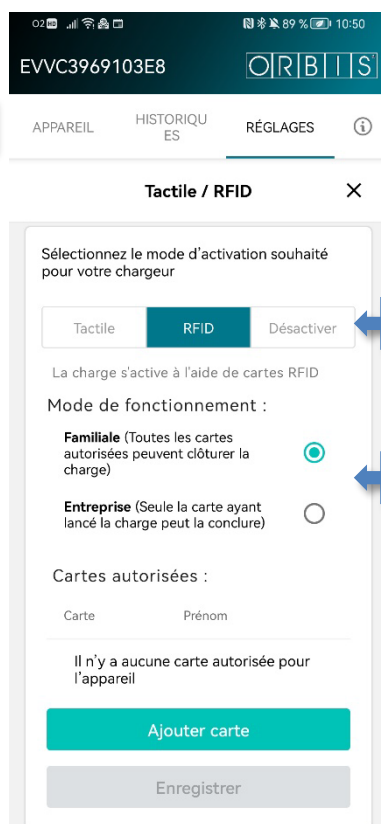 O2 HD 89 % 10:50
EVVC3969103E8
ORBIS
APPAREIL
HISTORIQU
ES
RÉGLAGES
Tactile / RFID
Sélectionnez le mode d'activation souhaité
pour votre chargeur
Tactile RFID Désactiver
La charge s'active à l'aide de cartes RFID
Mode de fonctionnement :
Familiale (Toutes les cartes
autorisées peuvent clôturer la
charge)
Entreprise (Seule la carte ayant
lancé la charge peut la conclure)
Cartes autorisées :
Carte Prénom
Il n'y a aucune carte autorisée pour
l'appareil
Ajouter carte
Enregistrer